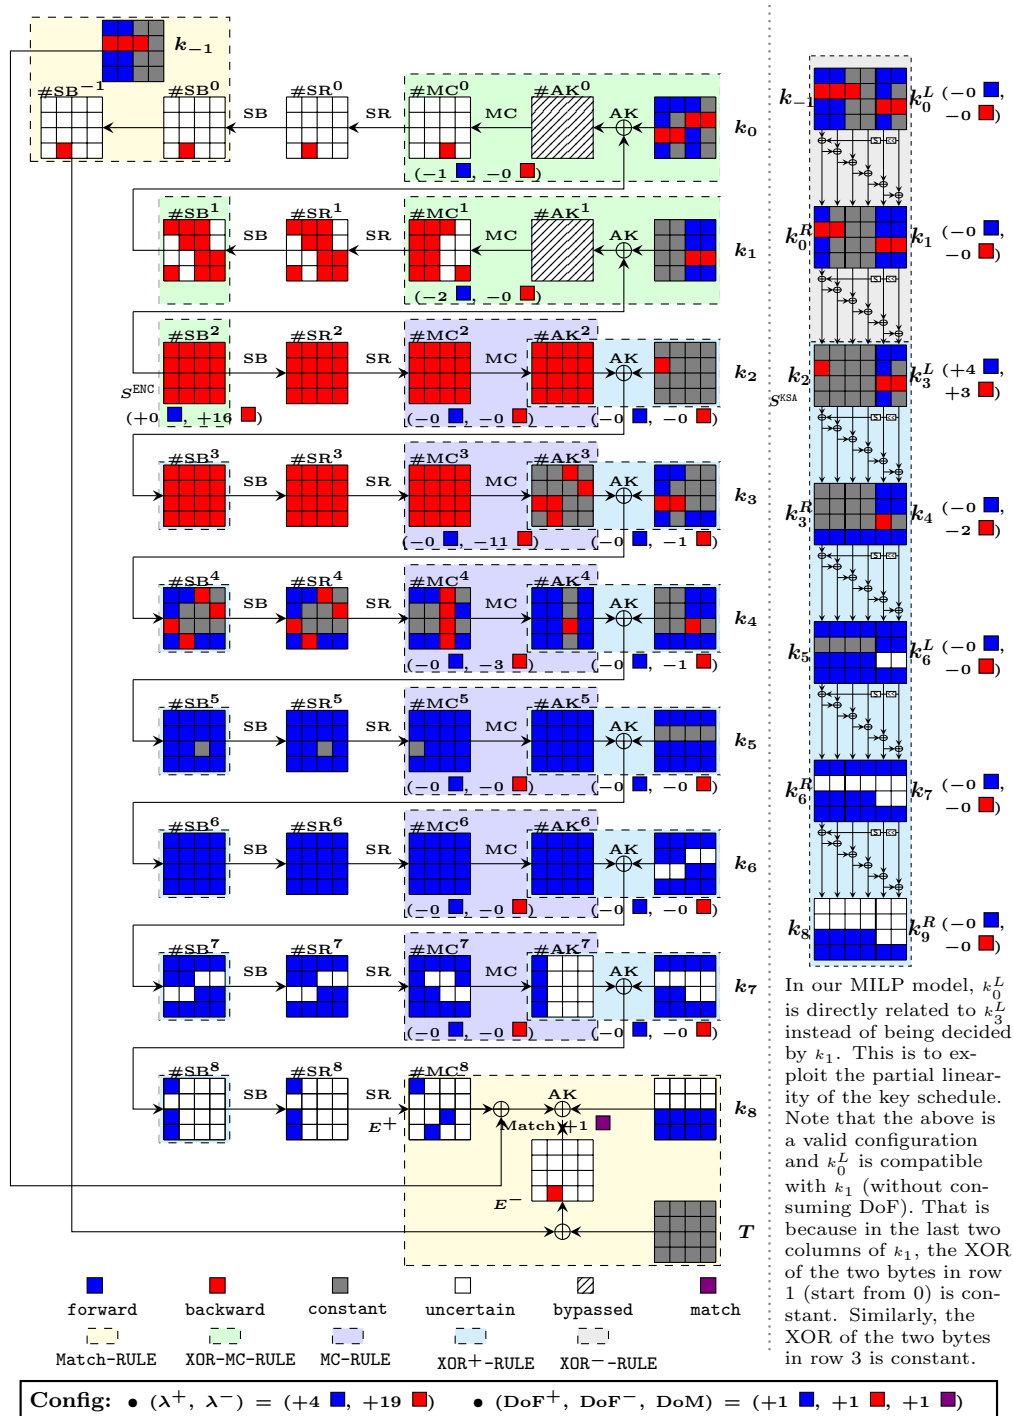 k₋₁
#SB⁻¹ #SB⁰ SB #SR⁰ SR #MC⁰ MC #AK⁰ AK k₀
(−1 , −0 )
#SB¹ SB #SR¹ SR #MC¹ MC #AK¹ AK k₁
(−2 , −0 )
#SB² SB #SR² SR #MC² MC #AK² AK k₂
S^ENC
(+0 , +16 ) (−0 , −0 ) (−0 , −0 )
#SB³ SB #SR³ SR #MC³ MC #AK³ AK k₃
(−0 , −11 ) (−0 , −1 )
#SB⁴ SB #SR⁴ SR #MC⁴ MC #AK⁴ AK k₄
(−0 , −3 ) (−0 , −1 )
#SB⁵ SB #SR⁵ SR #MC⁵ MC #AK⁵ AK k₅
(−0 , −0 ) (−0 , −0 )
#SB⁶ SB #SR⁶ SR #MC⁶ MC #AK⁶ AK k₆
(−0 , −0 ) (−0 , −0 )
#SB⁷ SB #SR⁷ SR #MC⁷ MC #AK⁷ AK k₇
(−0 , −0 ) (−0 , −0 )
#SB⁸ SB #SR⁸ SR #MC⁸ AK k₈
E⁺ Match +1
E⁻
T
k₋₁ k₀ᴸ (−0 ,
−0 )
S <<
k₀ᴿ k₁ (−0 ,
−0 )
S <<
k₂ k₃ᴸ (+4 ,
S^KSA +3 )
S <<
k₃ᴿ k₄ (−0 ,
−2 )
S <<
k₅ k₆ᴸ (−0 ,
−0 )
S <<
k₆ᴿ k₇ (−0 ,
−0 )
S <<
k₈ k₉ᴿ (−0 ,
−0 )
In our MILP model, k₀ᴸ
is directly related to k₃ᴸ
instead of being decided
by k₁. This is to ex-
ploit the partial linear-
ity of the key schedule.
Note that the above is
a valid configuration
and k₀ᴸ is compatible
with k₁ (without con-
suming DoF). That is
because in the last two
columns of k₁, the XOR
of the two bytes in row
1 (start from 0) is con-
stant. Similarly, the
XOR of the two bytes
in row 3 is constant.
forward backward constant uncertain bypassed match
Match-RULE XOR-MC-RULE MC-RULE XOR⁺-RULE XOR⁻-RULE
Config: • (λ⁺, λ⁻) = (+4 , +19 ) • (DoF⁺, DoF⁻, DoM) = (+1 , +1 , +1 )